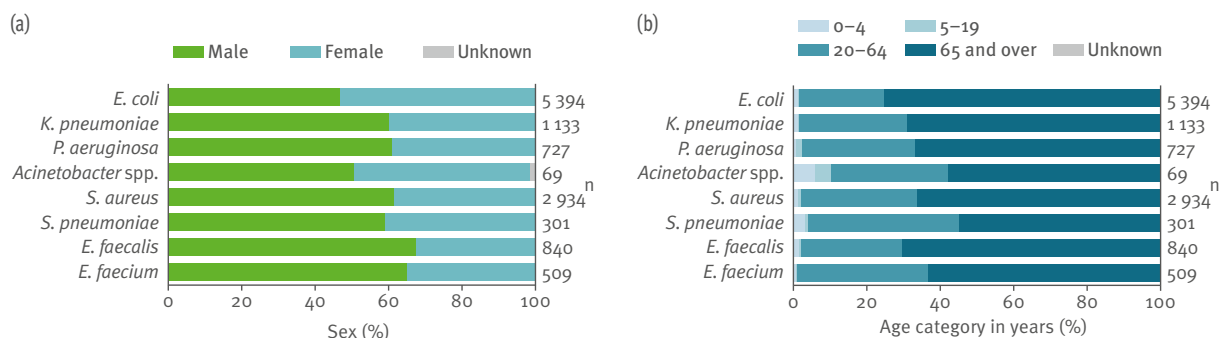 (a)
Male Female Unknown
E. coli 5 394
K. pneumoniae 1 133
P. aeruginosa 727
Acinetobacter spp. 69
n
S. aureus 2 934
S. pneumoniae 301
E. faecalis 840
E. faecium 509
0 20 40 60 80 100
Sex (%)
(b)
0–4 5–19
20–64 65 and over Unknown
E. coli 5 394
K. pneumoniae 1 133
P. aeruginosa 727
Acinetobacter spp. 69
n
S. aureus 2 934
S. pneumoniae 301
E. faecalis 840
E. faecium 509
0 20 40 60 80 100
Age category in years (%)